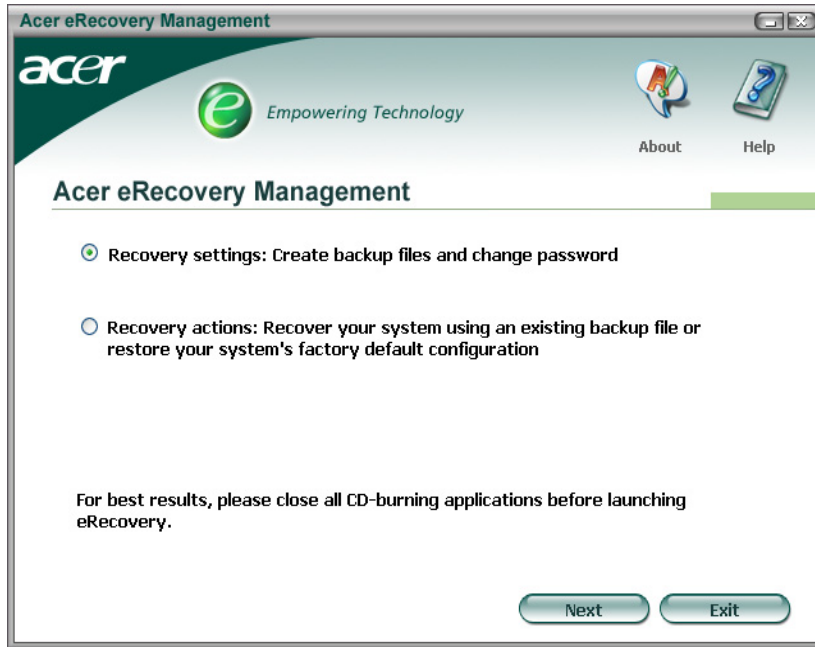 Acer eRecovery Management
acer
e
Empowering Technology
About
Help
Acer eRecovery Management
Recovery settings: Create backup files and change password
Recovery actions: Recover your system using an existing backup file or
restore your system's factory default configuration
For best results, please close all CD-burning applications before launching
eRecovery.
Next
Exit